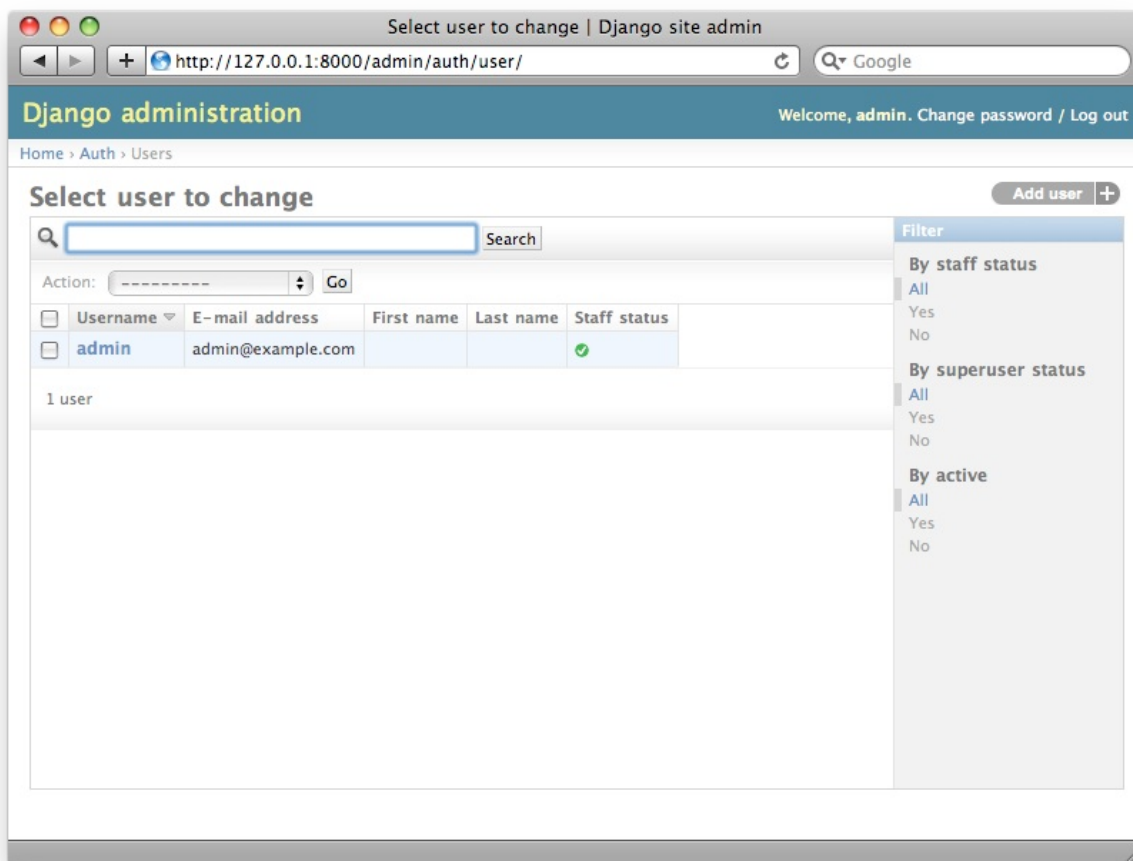 Select user to change | Django site admin
http://127.0.0.1:8000/admin/auth/user/
Google
Django administration
Welcome, admin. Change password / Log out
Home › Auth › Users
Select user to change
Add user +
Search
Action: ---------
Go
Username E-mail address First name Last name Staff status
admin admin@example.com
1 user
Filter
By staff status
All
Yes
No
By superuser status
All
Yes
No
By active
All
Yes
No